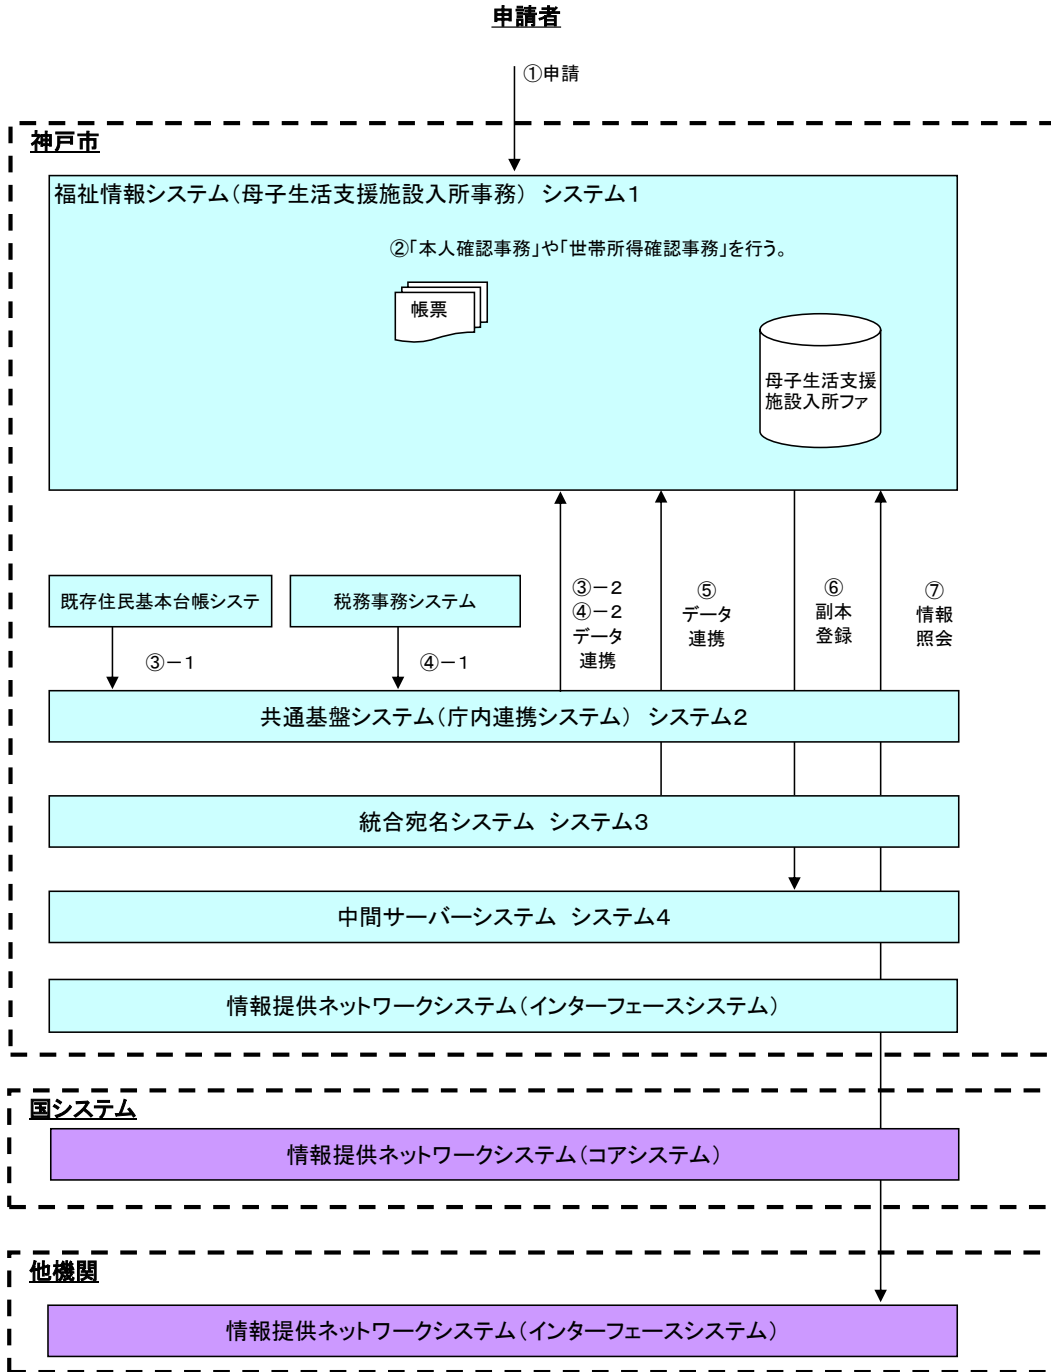 申請者
①申請
神戸市
福祉情報システム(母子生活支援施設入所事務) システム1
②「本人確認事務」や「世帯所得確認事務」を行う。
帳票
母子生活支援
施設入所ファ
既存住民基本台帳システ
税務事務システム
③-1
④-1
③-2
④-2
データ
連携
⑤
データ
連携
⑥
副本
登録
⑦
情報
照会
共通基盤システム(庁内連携システム) システム2
統合宛名システム システム3
中間サーバーシステム システム4
情報提供ネットワークシステム(インターフェースシステム)
国システム
情報提供ネットワークシステム(コアシステム)
他機関
情報提供ネットワークシステム(インターフェースシステム)